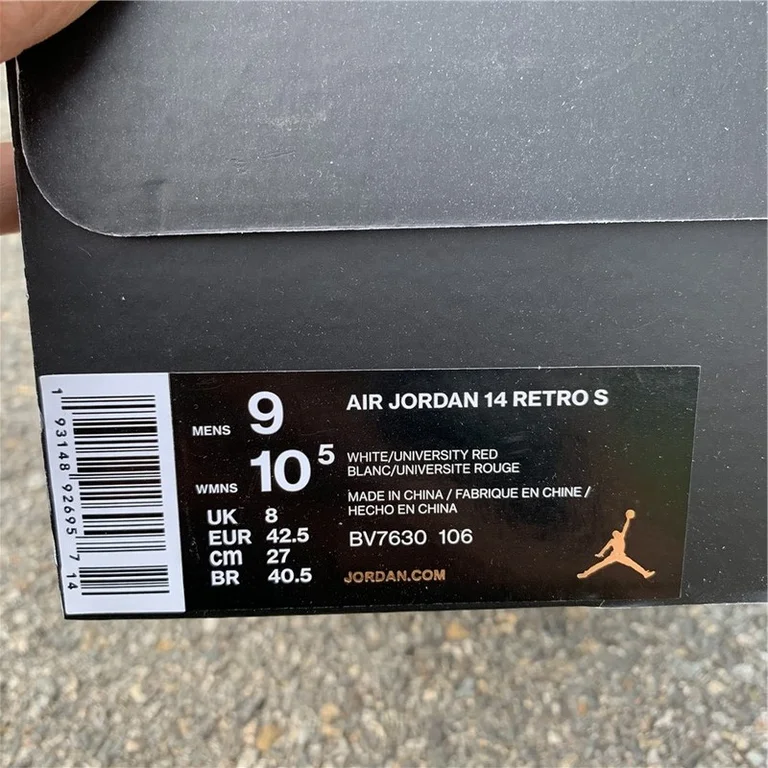 1 93148 92695 7 14
MENS 9
WMNS 10 5
UK 8
EUR 42.5
cm 27
BR 40.5
AIR JORDAN 14 RETRO S
WHITE/UNIVERSITY RED
BLANC/UNIVERSITE ROUGE
MADE IN CHINA / FABRIQUE EN CHINE /
HECHO EN CHINA
BV7630 106
JORDAN.COM